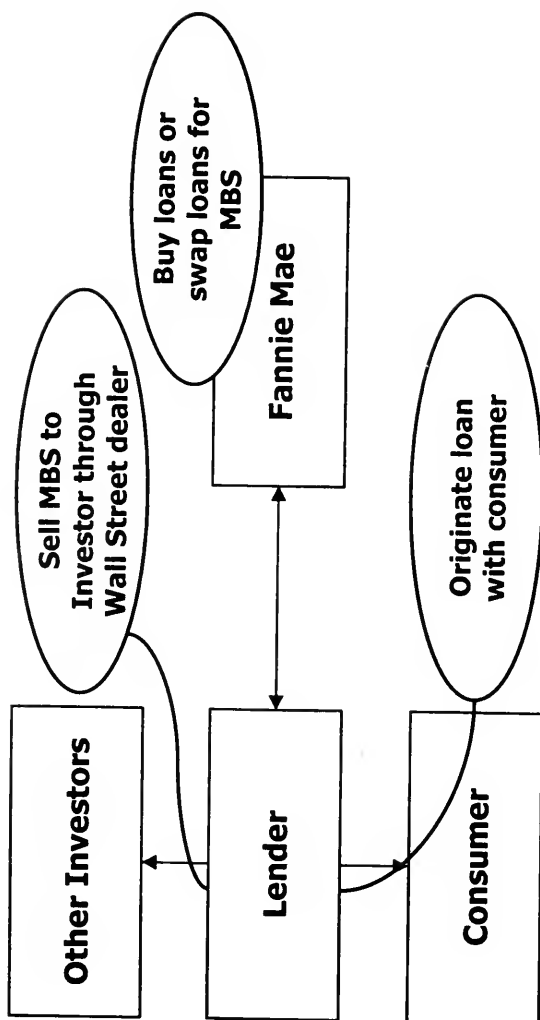 Other Investors
Sell MBS to
Investor through
Wall Street dealer
Lender
Fannie Mae
Buy loans or
swap loans for
MBS
Consumer
Originate loan
with consumer